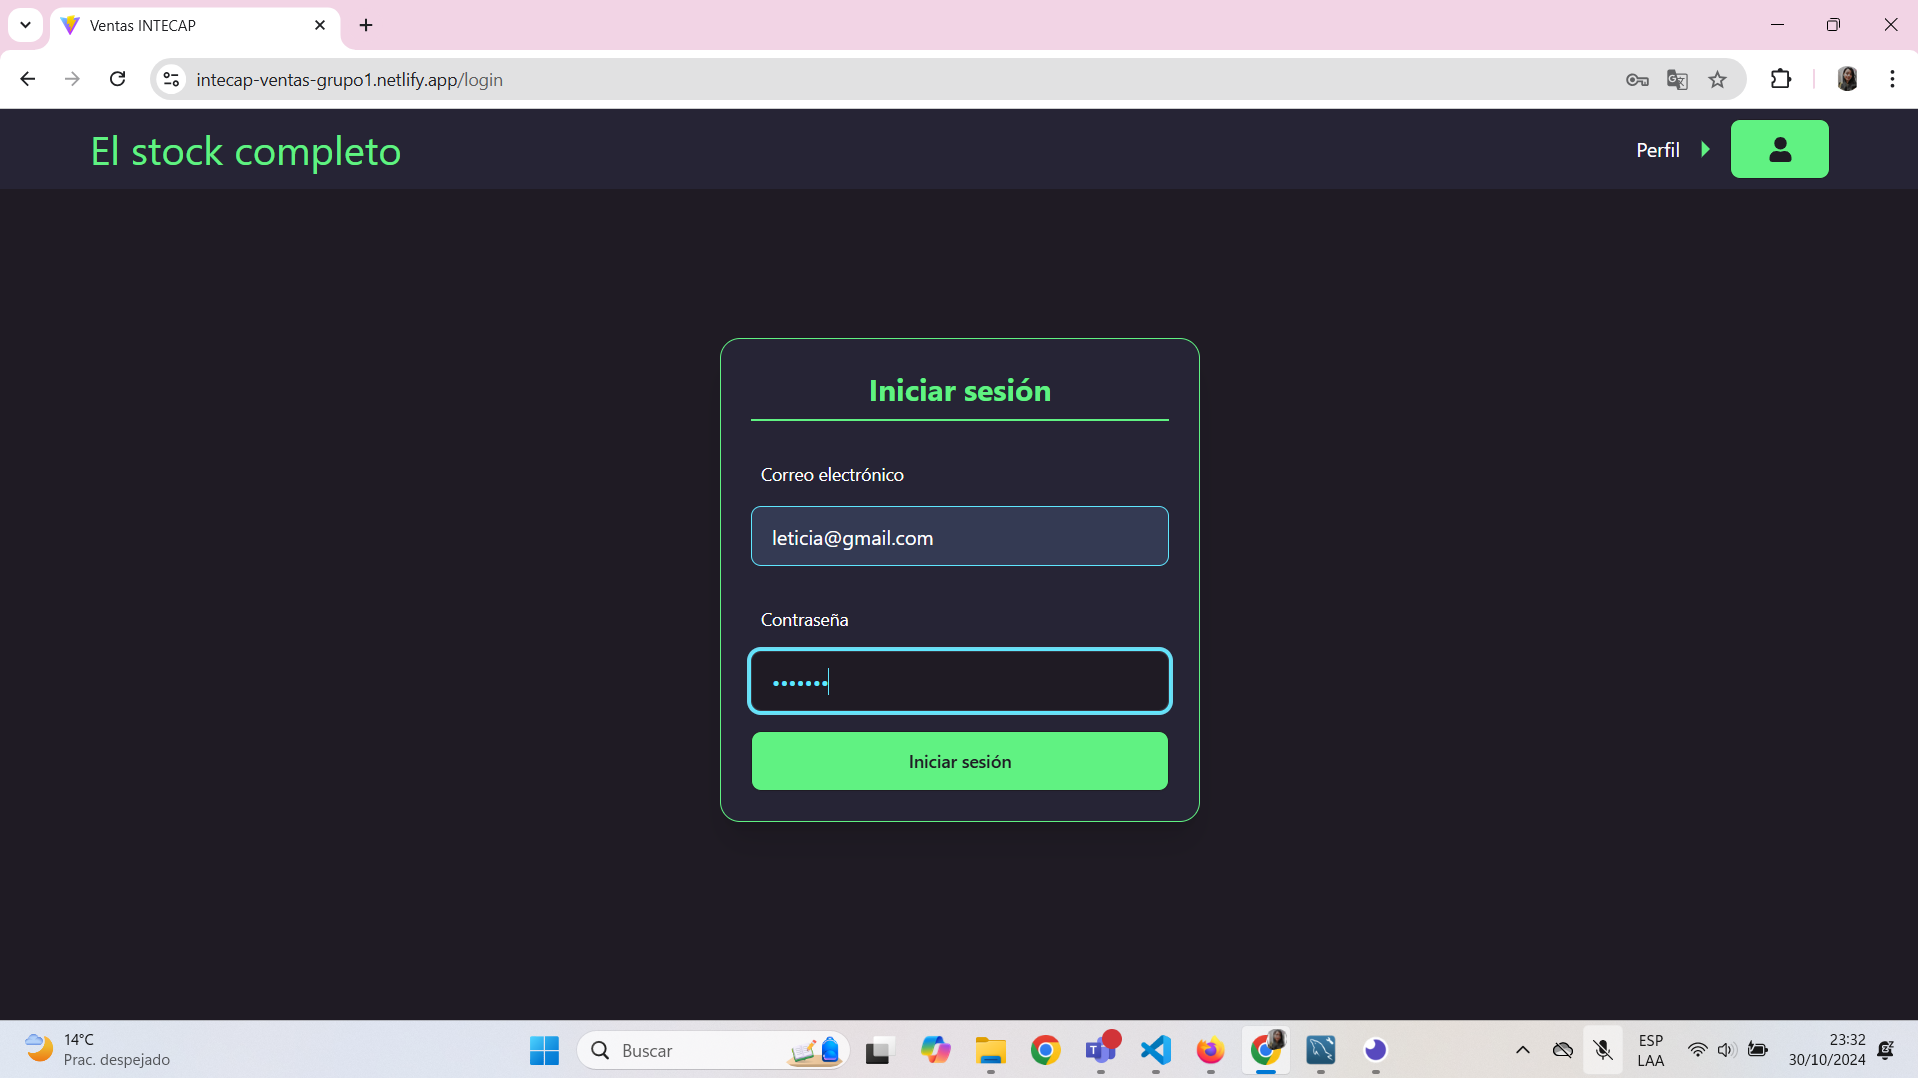 Ventas INTECAP
intecap-ventas-grupo1.netlify.app/login
El stock completo
Perfil
Iniciar sesión
Correo electrónico
leticia@gmail.com
Contraseña
•••••••
Iniciar sesión
14°C
Prac. despejado
Buscar
ESP
LAA
23:32
30/10/2024